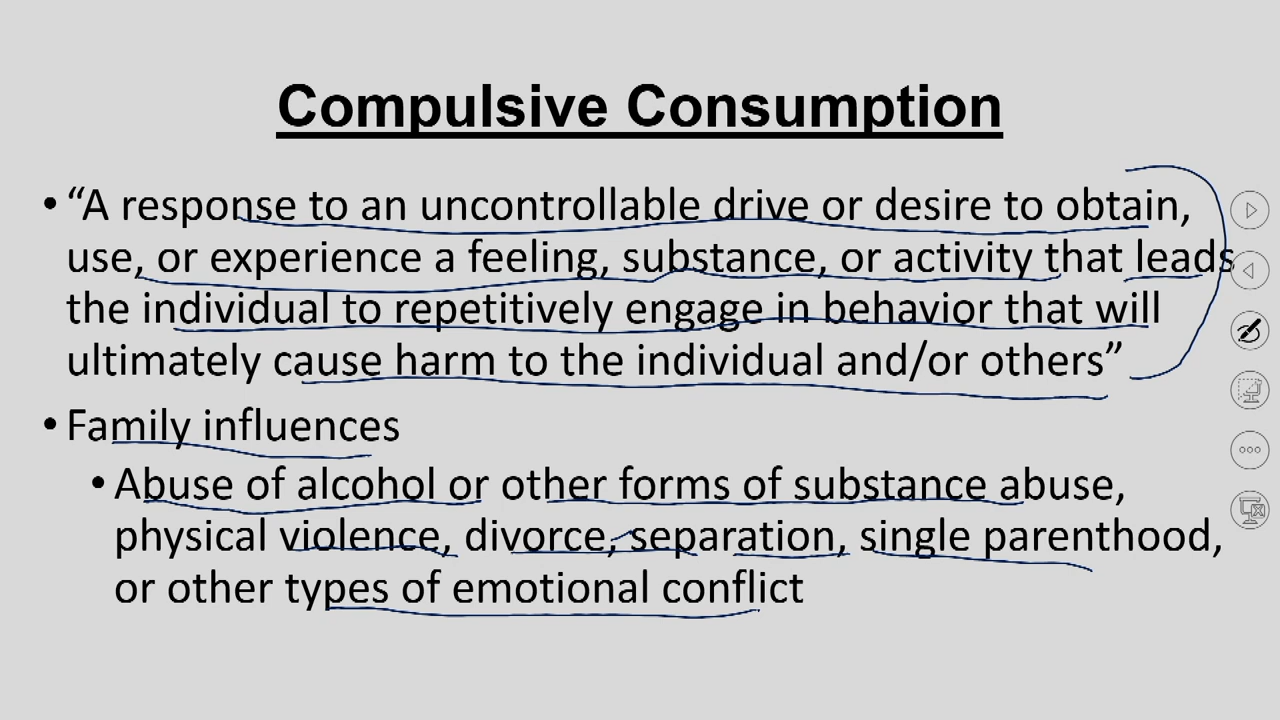 Compulsive Consumption
• “A response to an uncontrollable drive or desire to obtain,
use, or experience a feeling, substance, or activity that leads
the individual to repetitively engage in behavior that will
ultimately cause harm to the individual and/or others”
• Family influences
• Abuse of alcohol or other forms of substance abuse,
physical violence, divorce, separation, single parenthood,
or other types of emotional conflict